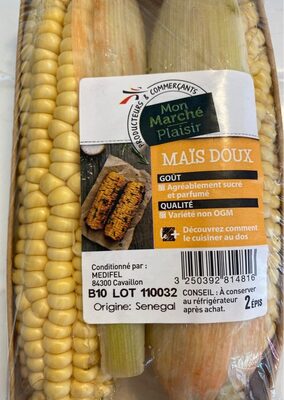 PRODUCTEURS & COMMERÇANTS
Mon
Marché
Plaisir
MAÏS DOUX
GOÛT
Agréablement sucré
et parfumé
QUALITÉ
Variété non OGM
Découvrez comment
le cuisiner au dos
Conditionné par :
MEDIFEL
84300 Cavaillon
B10 LOT 110032
Origine: Senegal
3 250392 814816
CONSEIL : À conserver
au réfrigérateur
après achat.
2 ÉPIS